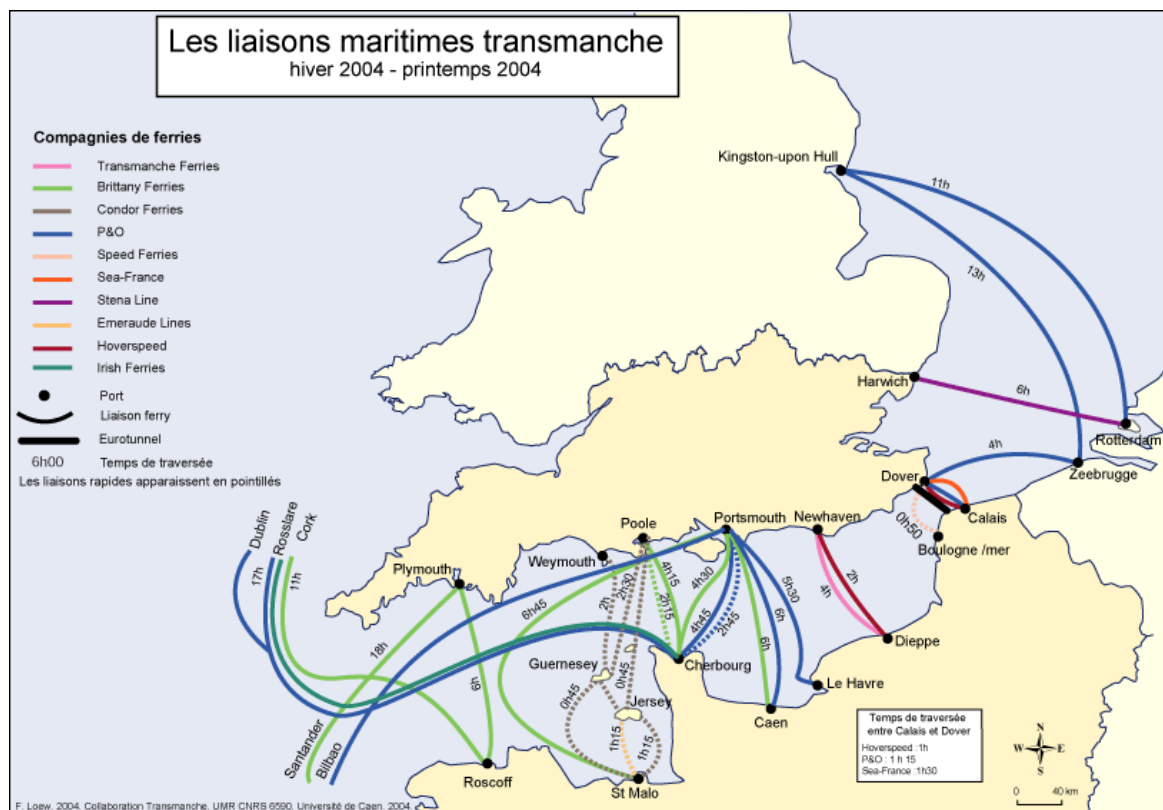 Les liaisons maritimes transmanche
hiver 2004 - printemps 2004
Compagnies de ferries
Transmanche Ferries
Brittany Ferries
Condor Ferries
P&O
Speed Ferries
Sea-France
Stena Line
Emeraude Lines
Hoverspeed
Irish Ferries
Port
Liaison ferry
Eurotunnel
6h00 Temps de traversée
Les liaisons rapides apparaissent en pointillés
Kingston-upon Hull
11h
13h
Harwich
6h
Rotterdam
4h
Zeebrugge
Dover
Calais
0h50
Boulogne /mer
Dublin
Rosslare
Cork
17h
11h
Plymouth
Weymouth
Poole
Portsmouth
Newhaven
18h
6h
6h45
2h
2h30
4h15
2h15
4h30
4h45
2h45
6h
6h
5h30
2h
4h
Dieppe
Guernesey
Cherbourg
Le Havre
Caen
0h45
0h45
Jersey
1h15
1h15
Santander
Bilbao
Roscoff
St Malo
Temps de traversée
entre Calais et Dover
Hoverspeed :1h
P&O : 1 h 15
Sea-France :1h30
N
W E
S
0 40 km
F. Loew, 2004, Collaboration Transmanche, UMR CNRS 6590, Université de Caen, 2004